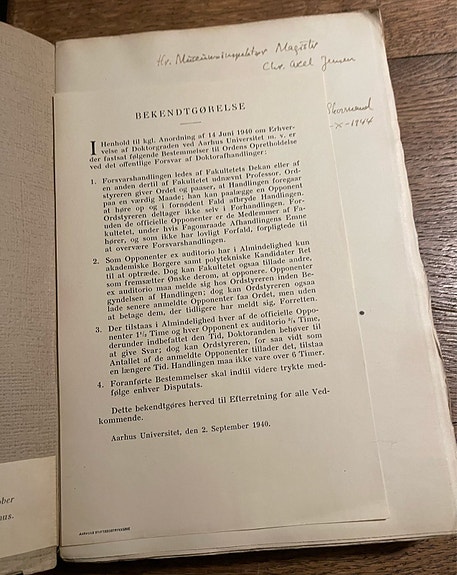 Hr. Museumsinspektør Magister
Chr. Axel Jensen
-X-1944
BEKENDTGØRELSE
I Henhold til kgl. Anordning af 14 Juni 1940 om Erhver-
velse af Doktorgraden ved Aarhus Universitet m. v. er
der fastsat følgende Bestemmelser til Ordens Opretholdelse
ved det offentlige Forsvar af Doktorafhandlinger:
1. Forsvarshandlingen ledes af Fakultetets Dekan eller af
en anden dertil af Fakultetet udnævnt Professor. Ord-
styreren giver Ordet og paaser, at Handlingen foregaar
paa en værdig Maade; han kan paalægge en Opponent
at høre op og i fornødent Fald afbryde Handlingen.
Ordstyreren deltager ikke selv i Forhandlingen. For-
uden de officielle Opponenter er de Medlemmer af Fa-
kultetet, under hvis Fagomraade Afhandlingens Emne
hører, og som ikke har lovligt Forfald, forpligtede til
at overvære Forsvarshandlingen.
2. Som Opponenter ex auditorio har i Almindelighed kun
akademiske Borgere samt polytekniske Kandidater Ret
til at optræde. Dog kan Fakultetet ogsaa tillade andre,
som fremsætter Ønske derom, at opponere. Opponenter
ex auditorio maa melde sig hos Ordstyreren inden Be-
gyndelsen af Handlingen; dog kan Ordstyreren ogsaa
lade senere anmeldte Opponenter faa Ordet, men uden
at betage dem, der tidligere har meldt sig, Forretten.
3. Der tilstaas i Almindelighed hver af de officielle Oppo-
nenter 1½ Time og hver Opponent ex auditorio ¾ Time,
derunder indbefattet den Tid, Doktoranden behøver til
at give Svar; dog kan Ordstyreren, for saa vidt som
Antallet af de anmeldte Opponenter tillader det, tilstaa
en længere Tid. Handlingen maa ikke vare over 6 Timer.
4. Foranførte Bestemmelser skal indtil videre trykte med-
følge enhver Disputats.
Dette bekendtgøres herved til Efterretning for alle Ved-
kommende.
Aarhus Universitet, den 2. September 1940.
AARHUUS STIFTSBOGTRYKKERIE
ober
us.